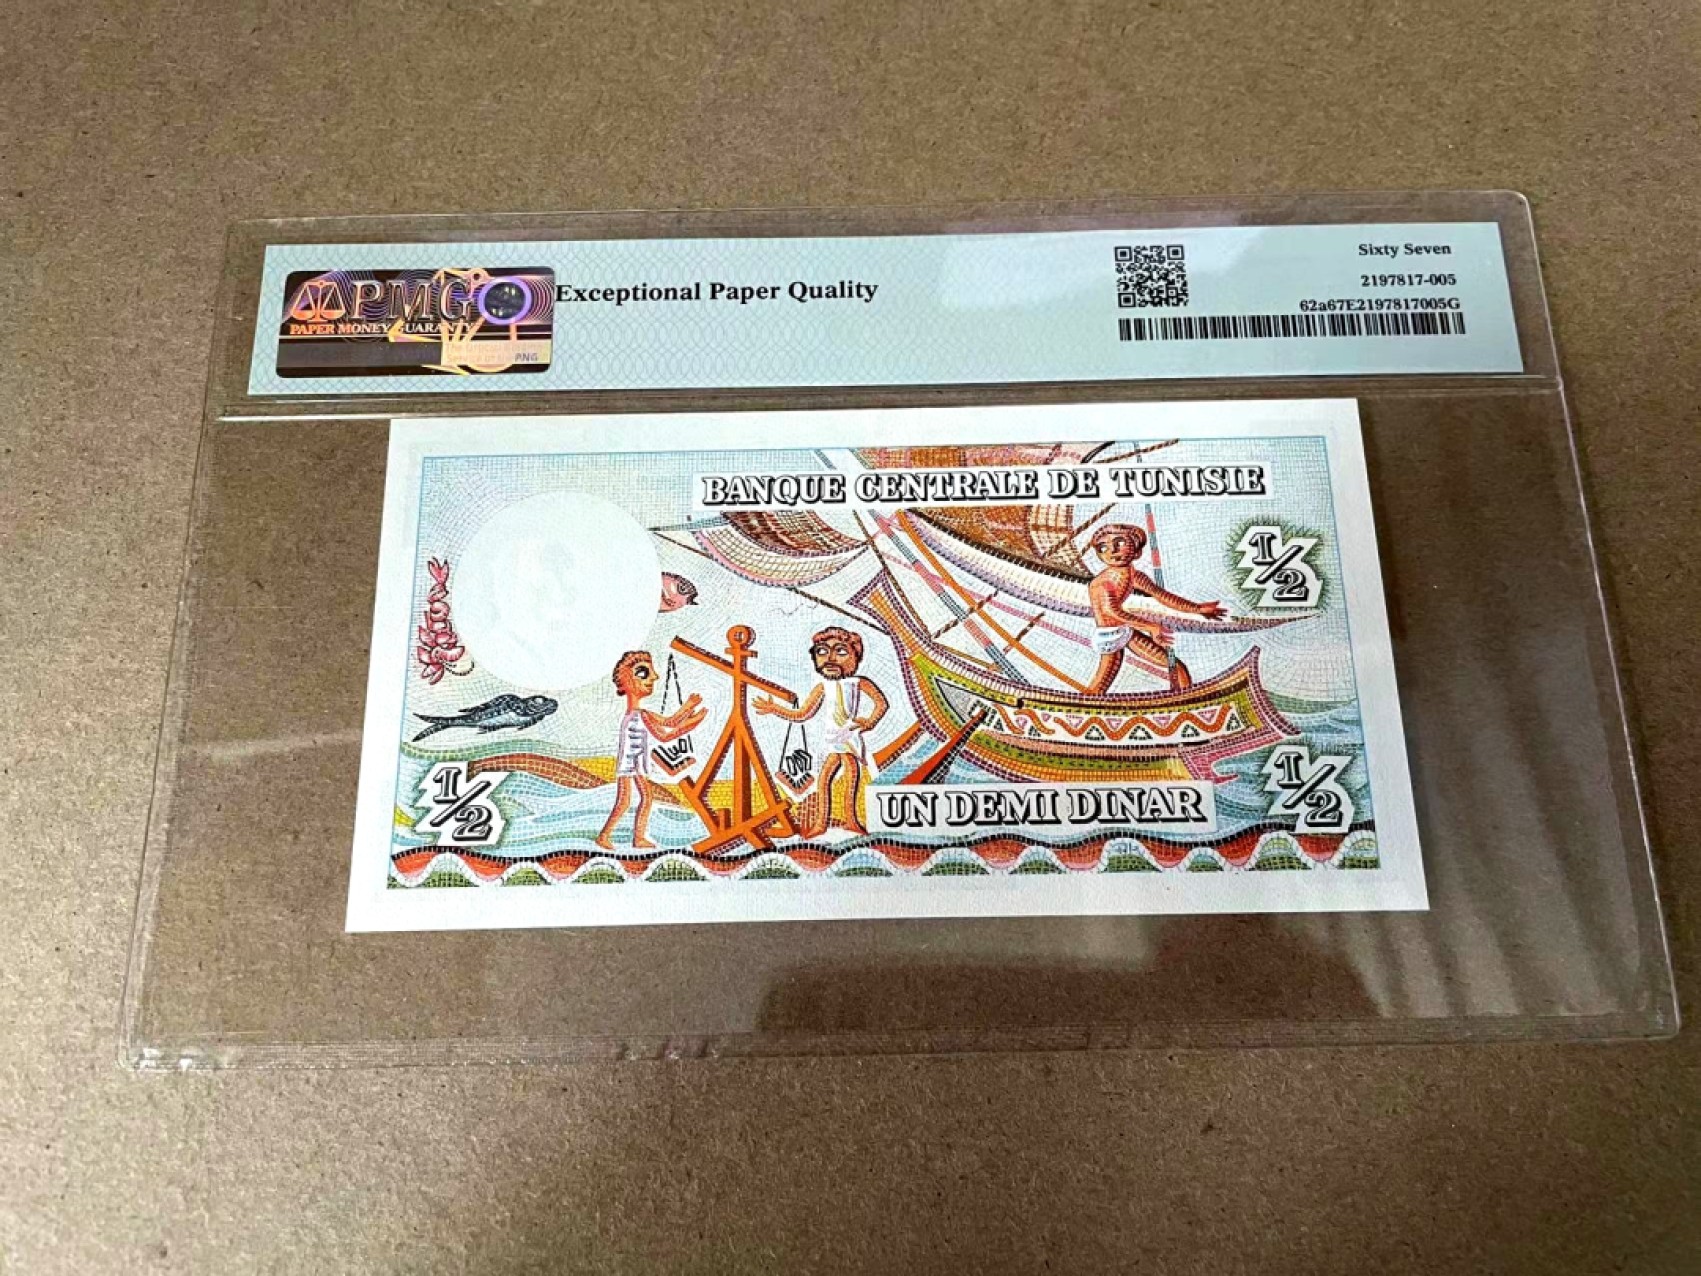 PMG
PAPER MONEY GUARANTY
PNG
Exceptional Paper Quality
Sixty Seven
2197817-005
62a67E2197817005G
BANQUE CENTRALE DE TUNISIE
1/2
1/2
UN DEMI DINAR
1/2